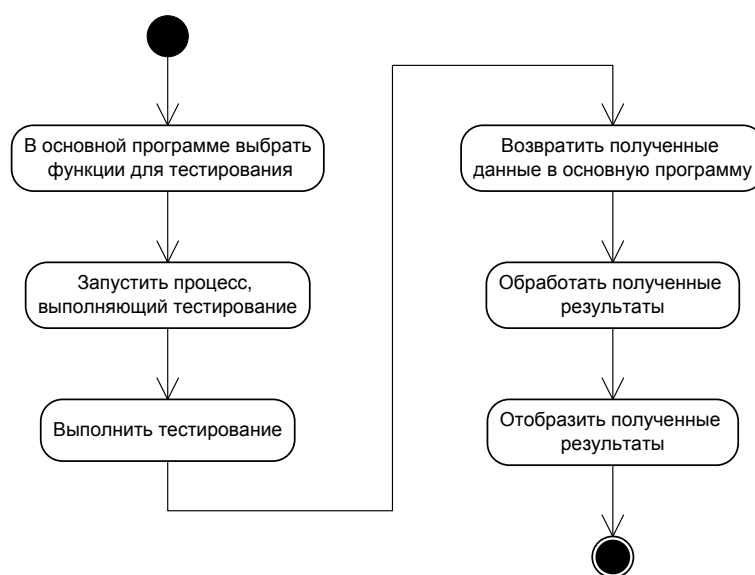 В основной программе выбрать
функции для тестирования
Запустить процесс,
выполняющий тестирование
Выполнить тестирование
Возвратить полученные
данные в основную программу
Обработать полученные
результаты
Отобразить полученные
результаты